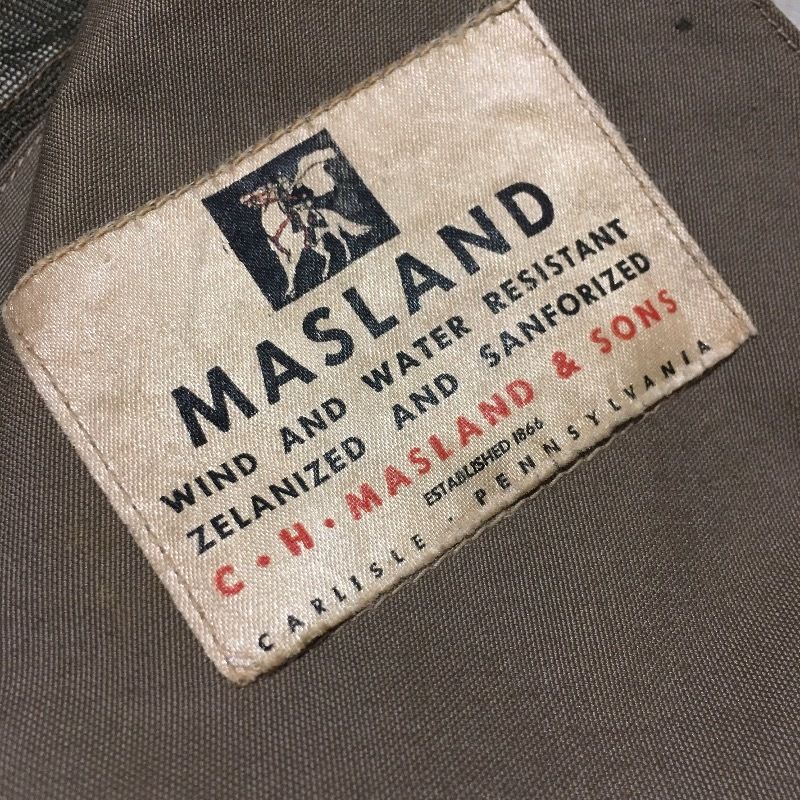 MASLAND
WIND AND WATER RESISTANT
ZELANIZED AND SANFORIZED
C·H·MASLAND & SONS
ESTABLISHED 1866
CARLISLE · PENNSYLVANIA